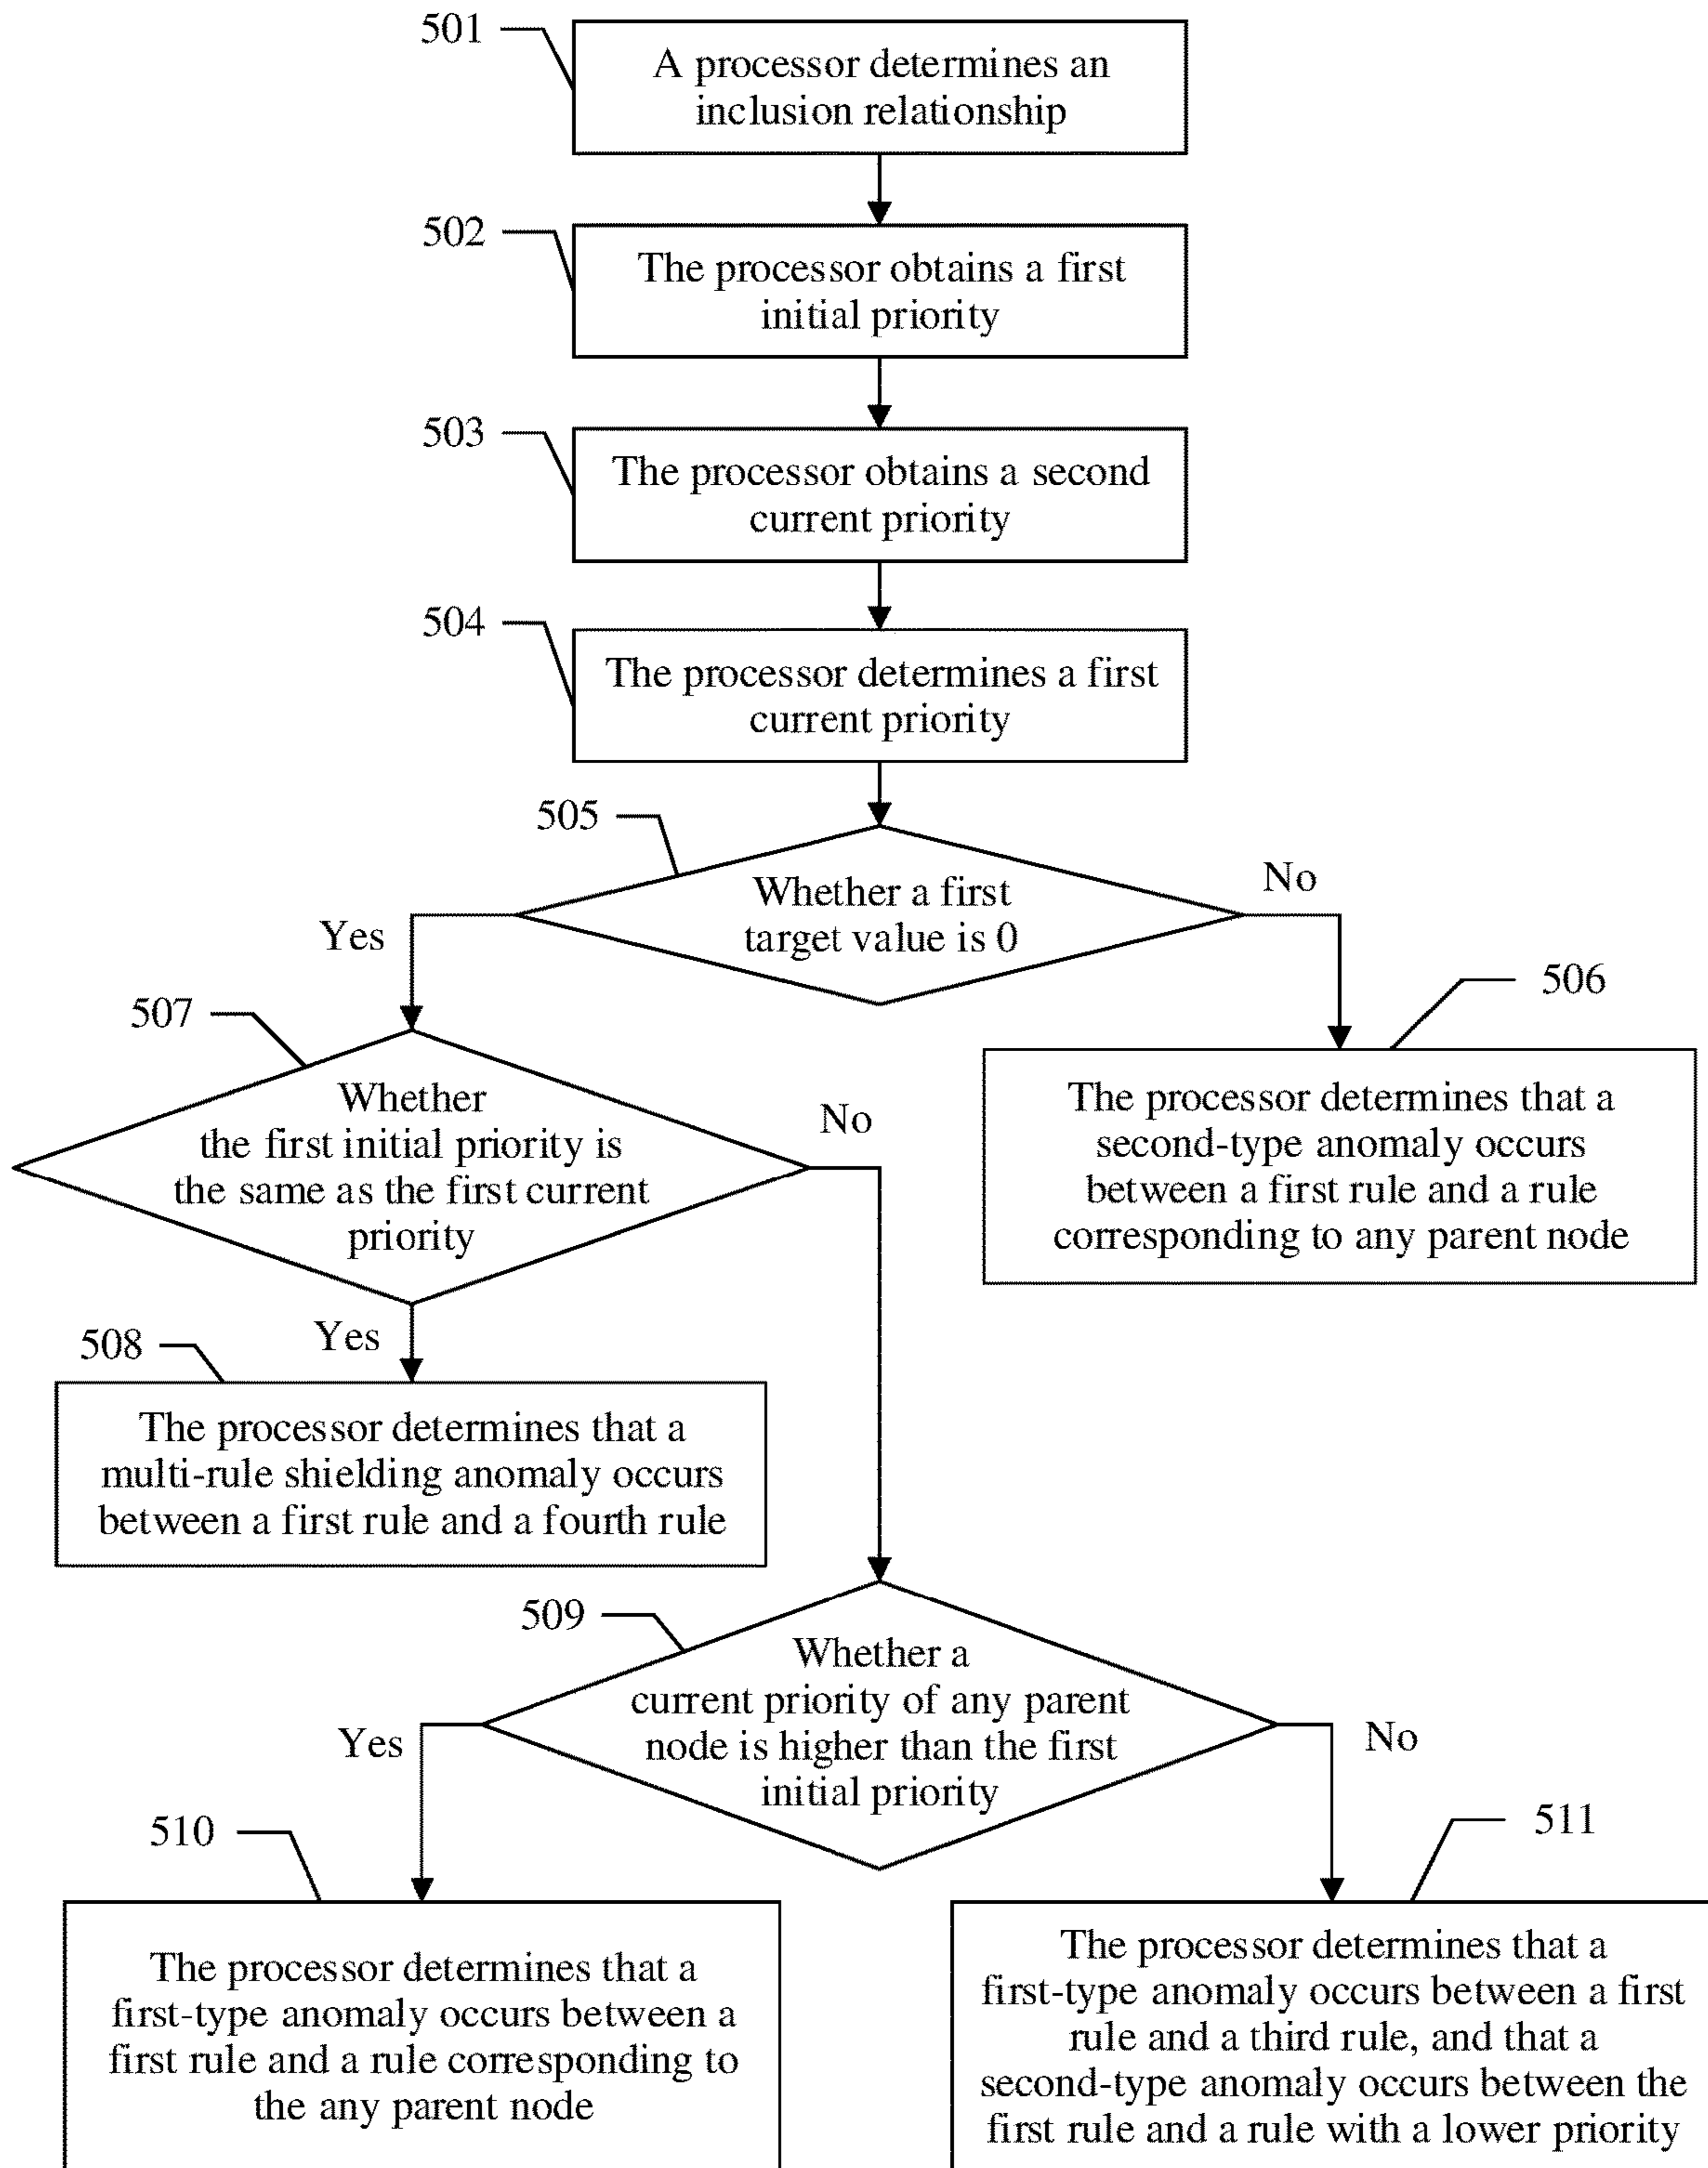 501
A processor determines an
inclusion relationship
502
The processor obtains a first
initial priority
503
The processor obtains a second
current priority
504
The processor determines a first
current priority
505
Whether a first
target value is 0
Yes
No
506
The processor determines that a
second-type anomaly occurs
between a first rule and a rule
corresponding to any parent node
507
Whether
the first initial priority is
the same as the first current
priority
No
Yes
508
The processor determines that a
multi-rule shielding anomaly occurs
between a first rule and a fourth rule
509
Whether a
current priority of any parent
node is higher than the first
initial priority
Yes
No
510
The processor determines that a
first-type anomaly occurs between a
first rule and a rule corresponding to
the any parent node
511
The processor determines that a
first-type anomaly occurs between a first
rule and a third rule, and that a
second-type anomaly occurs between the
first rule and a rule with a lower priority